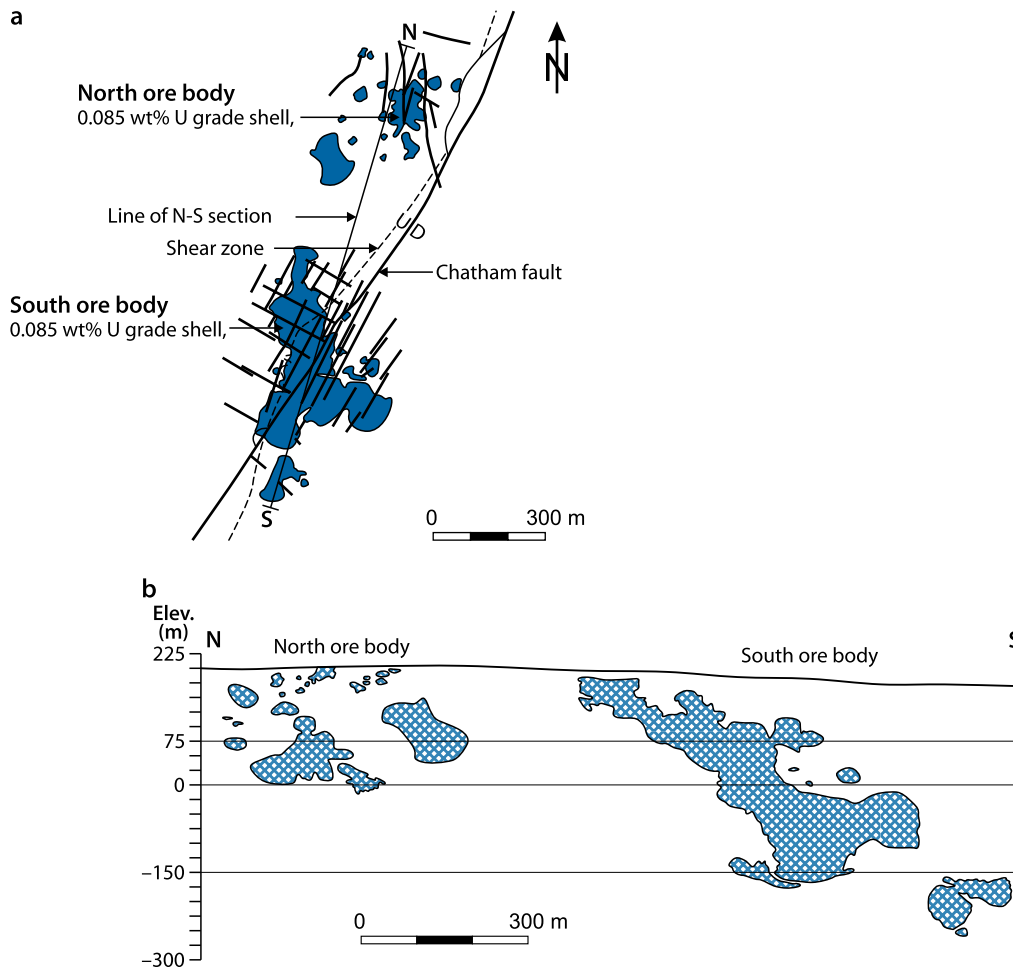 a
N
N
North ore body
0.085 wt% U grade shell,
Line of N-S section
Shear zone
U
D
Chatham fault
South ore body
0.085 wt% U grade shell,
S
0 300 m
b
Elev.
(m)
N
North ore body
South ore body
S
225
75
0
–150
–300
0 300 m